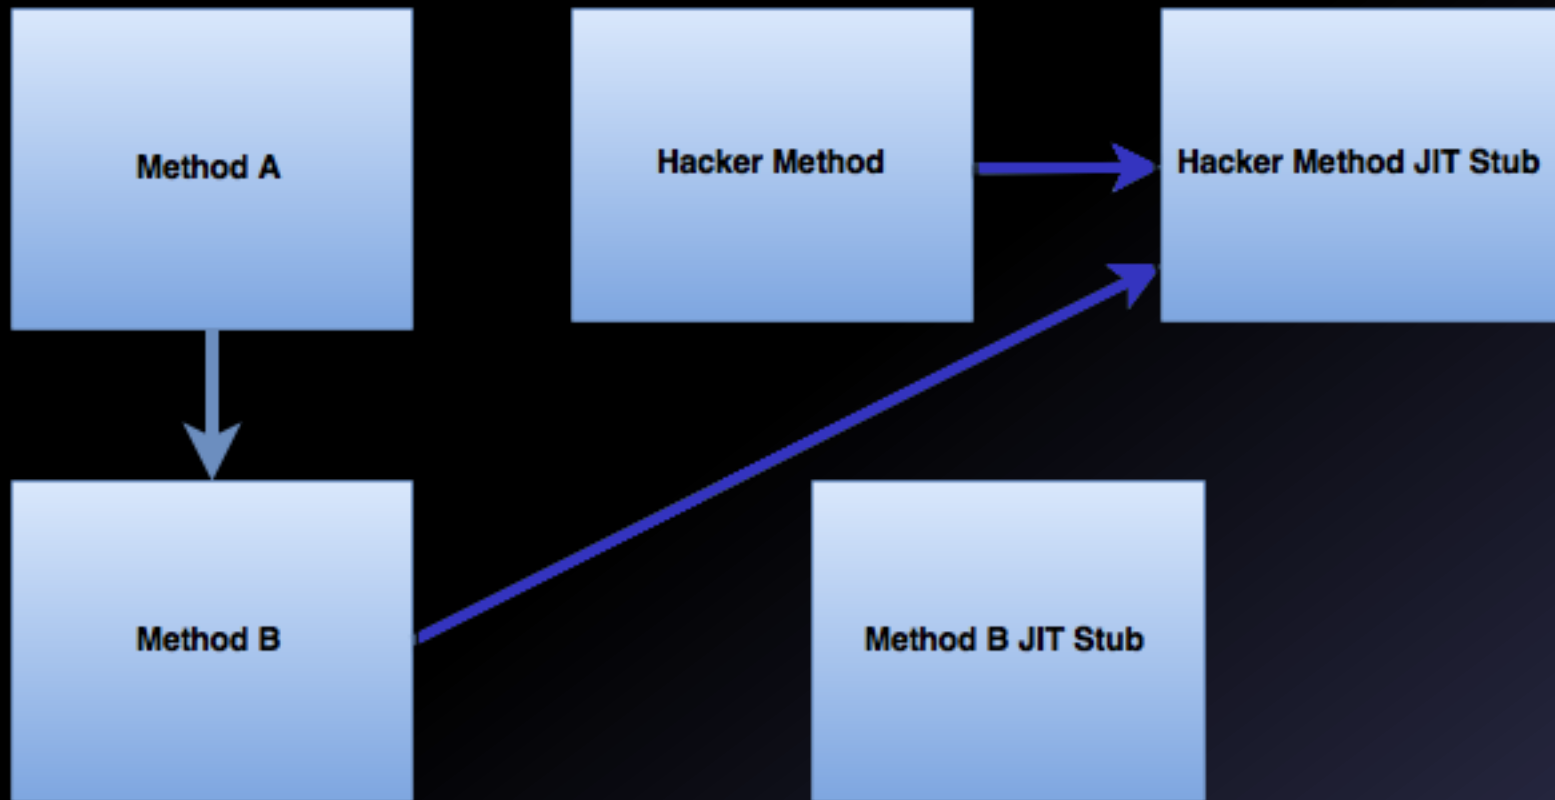 Method A
Hacker Method
Hacker Method JIT Stub
Method B
Method B JIT Stub